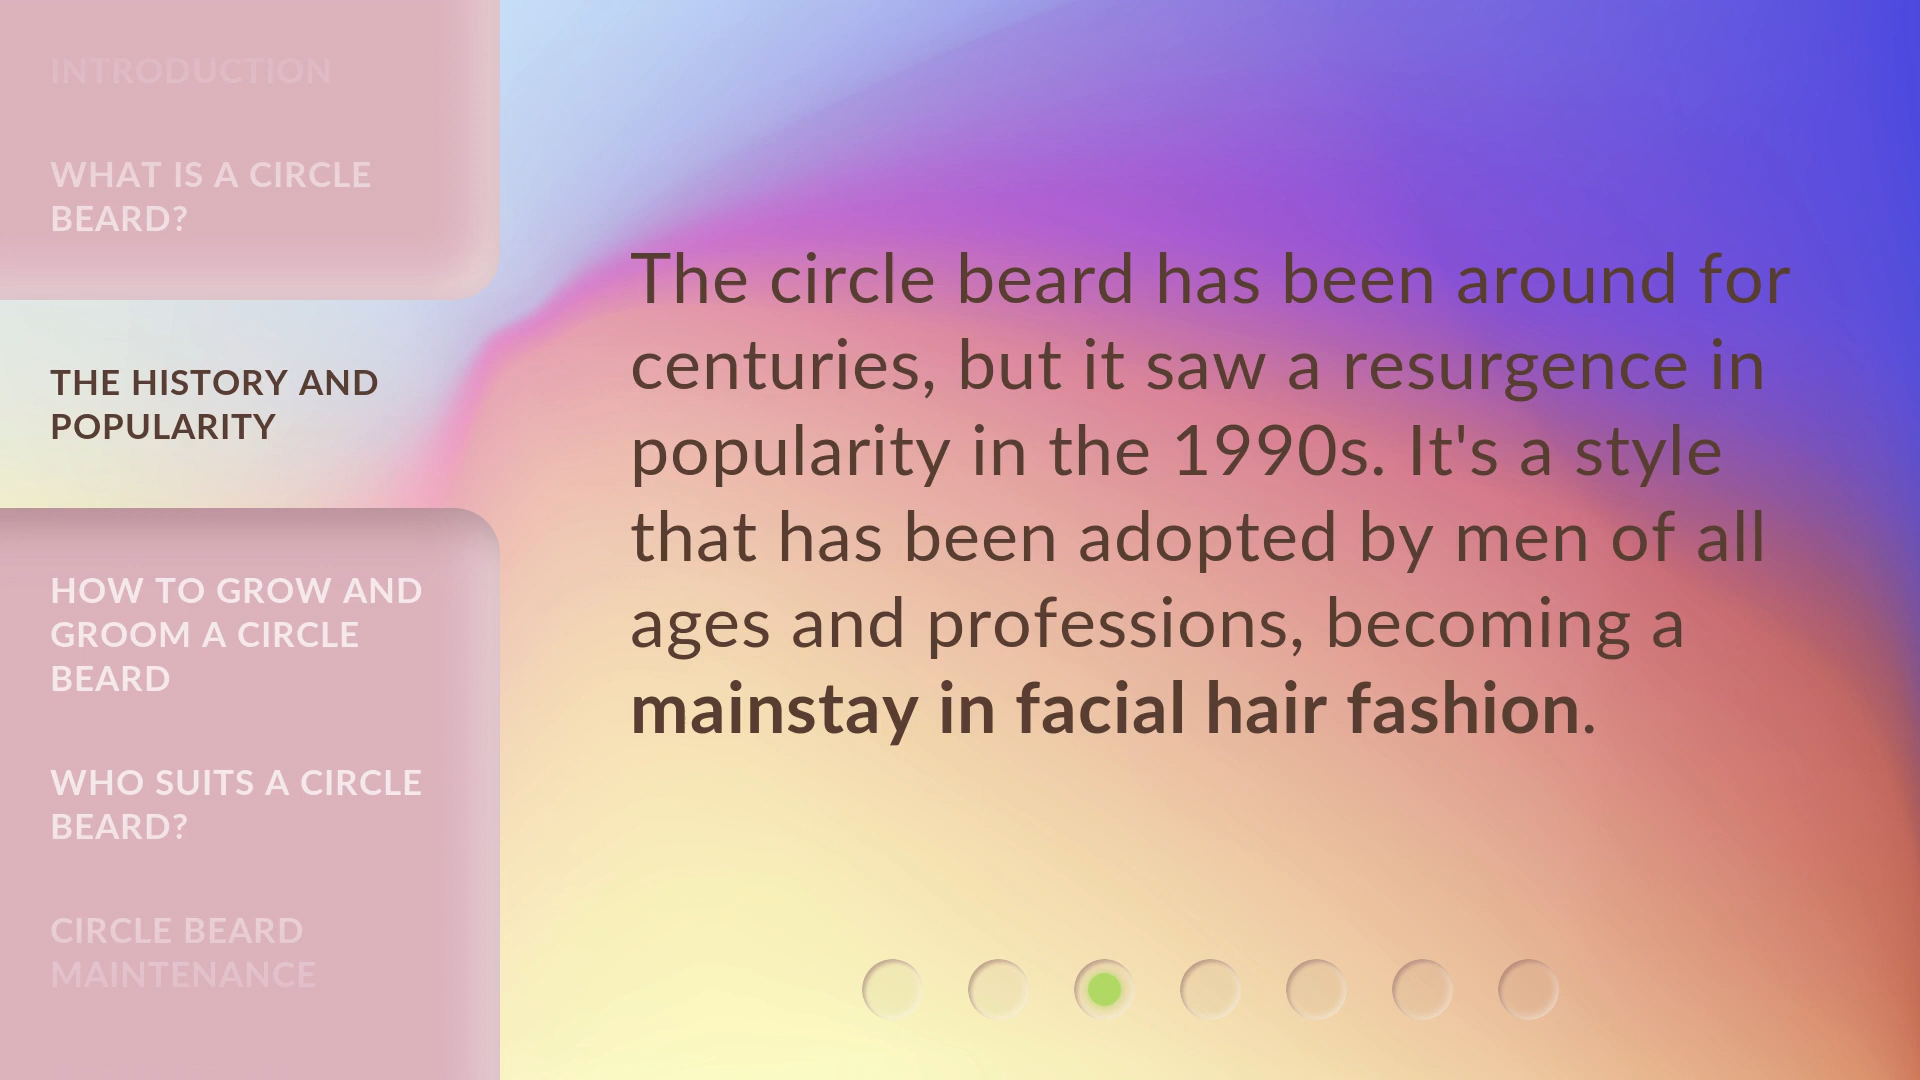 INTRODUCTION
WHAT IS A CIRCLE
BEARD?
THE HISTORY AND
POPULARITY
HOW TO GROW AND
GROOM A CIRCLE
BEARD
WHO SUITS A CIRCLE
BEARD?
CIRCLE BEARD
MAINTENANCE
The circle beard has been around for
centuries, but it saw a resurgence in
popularity in the 1990s. It's a style
that has been adopted by men of all
ages and professions, becoming a
mainstay in facial hair fashion.